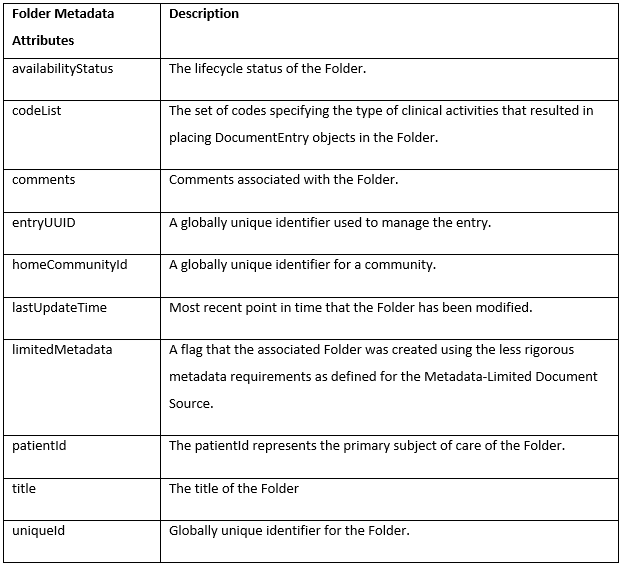 Folder Metadata Attributes Description
availabilityStatus The lifecycle status of the Folder.
codeList The set of codes specifying the type of clinical activities that resulted in
placing DocumentEntry objects in the Folder.
comments Comments associated with the Folder.
entryUUID A globally unique identifier used to manage the entry.
homeCommunityId A globally unique identifier for a community.
lastUpdateTime Most recent point in time that the Folder has been modified.
limitedMetadata A flag that the associated Folder was created using the less rigorous
metadata requirements as defined for the Metadata-Limited Document
Source.
patientId The patientId represents the primary subject of care of the Folder.
title The title of the Folder
uniqueId Globally unique identifier for the Folder.